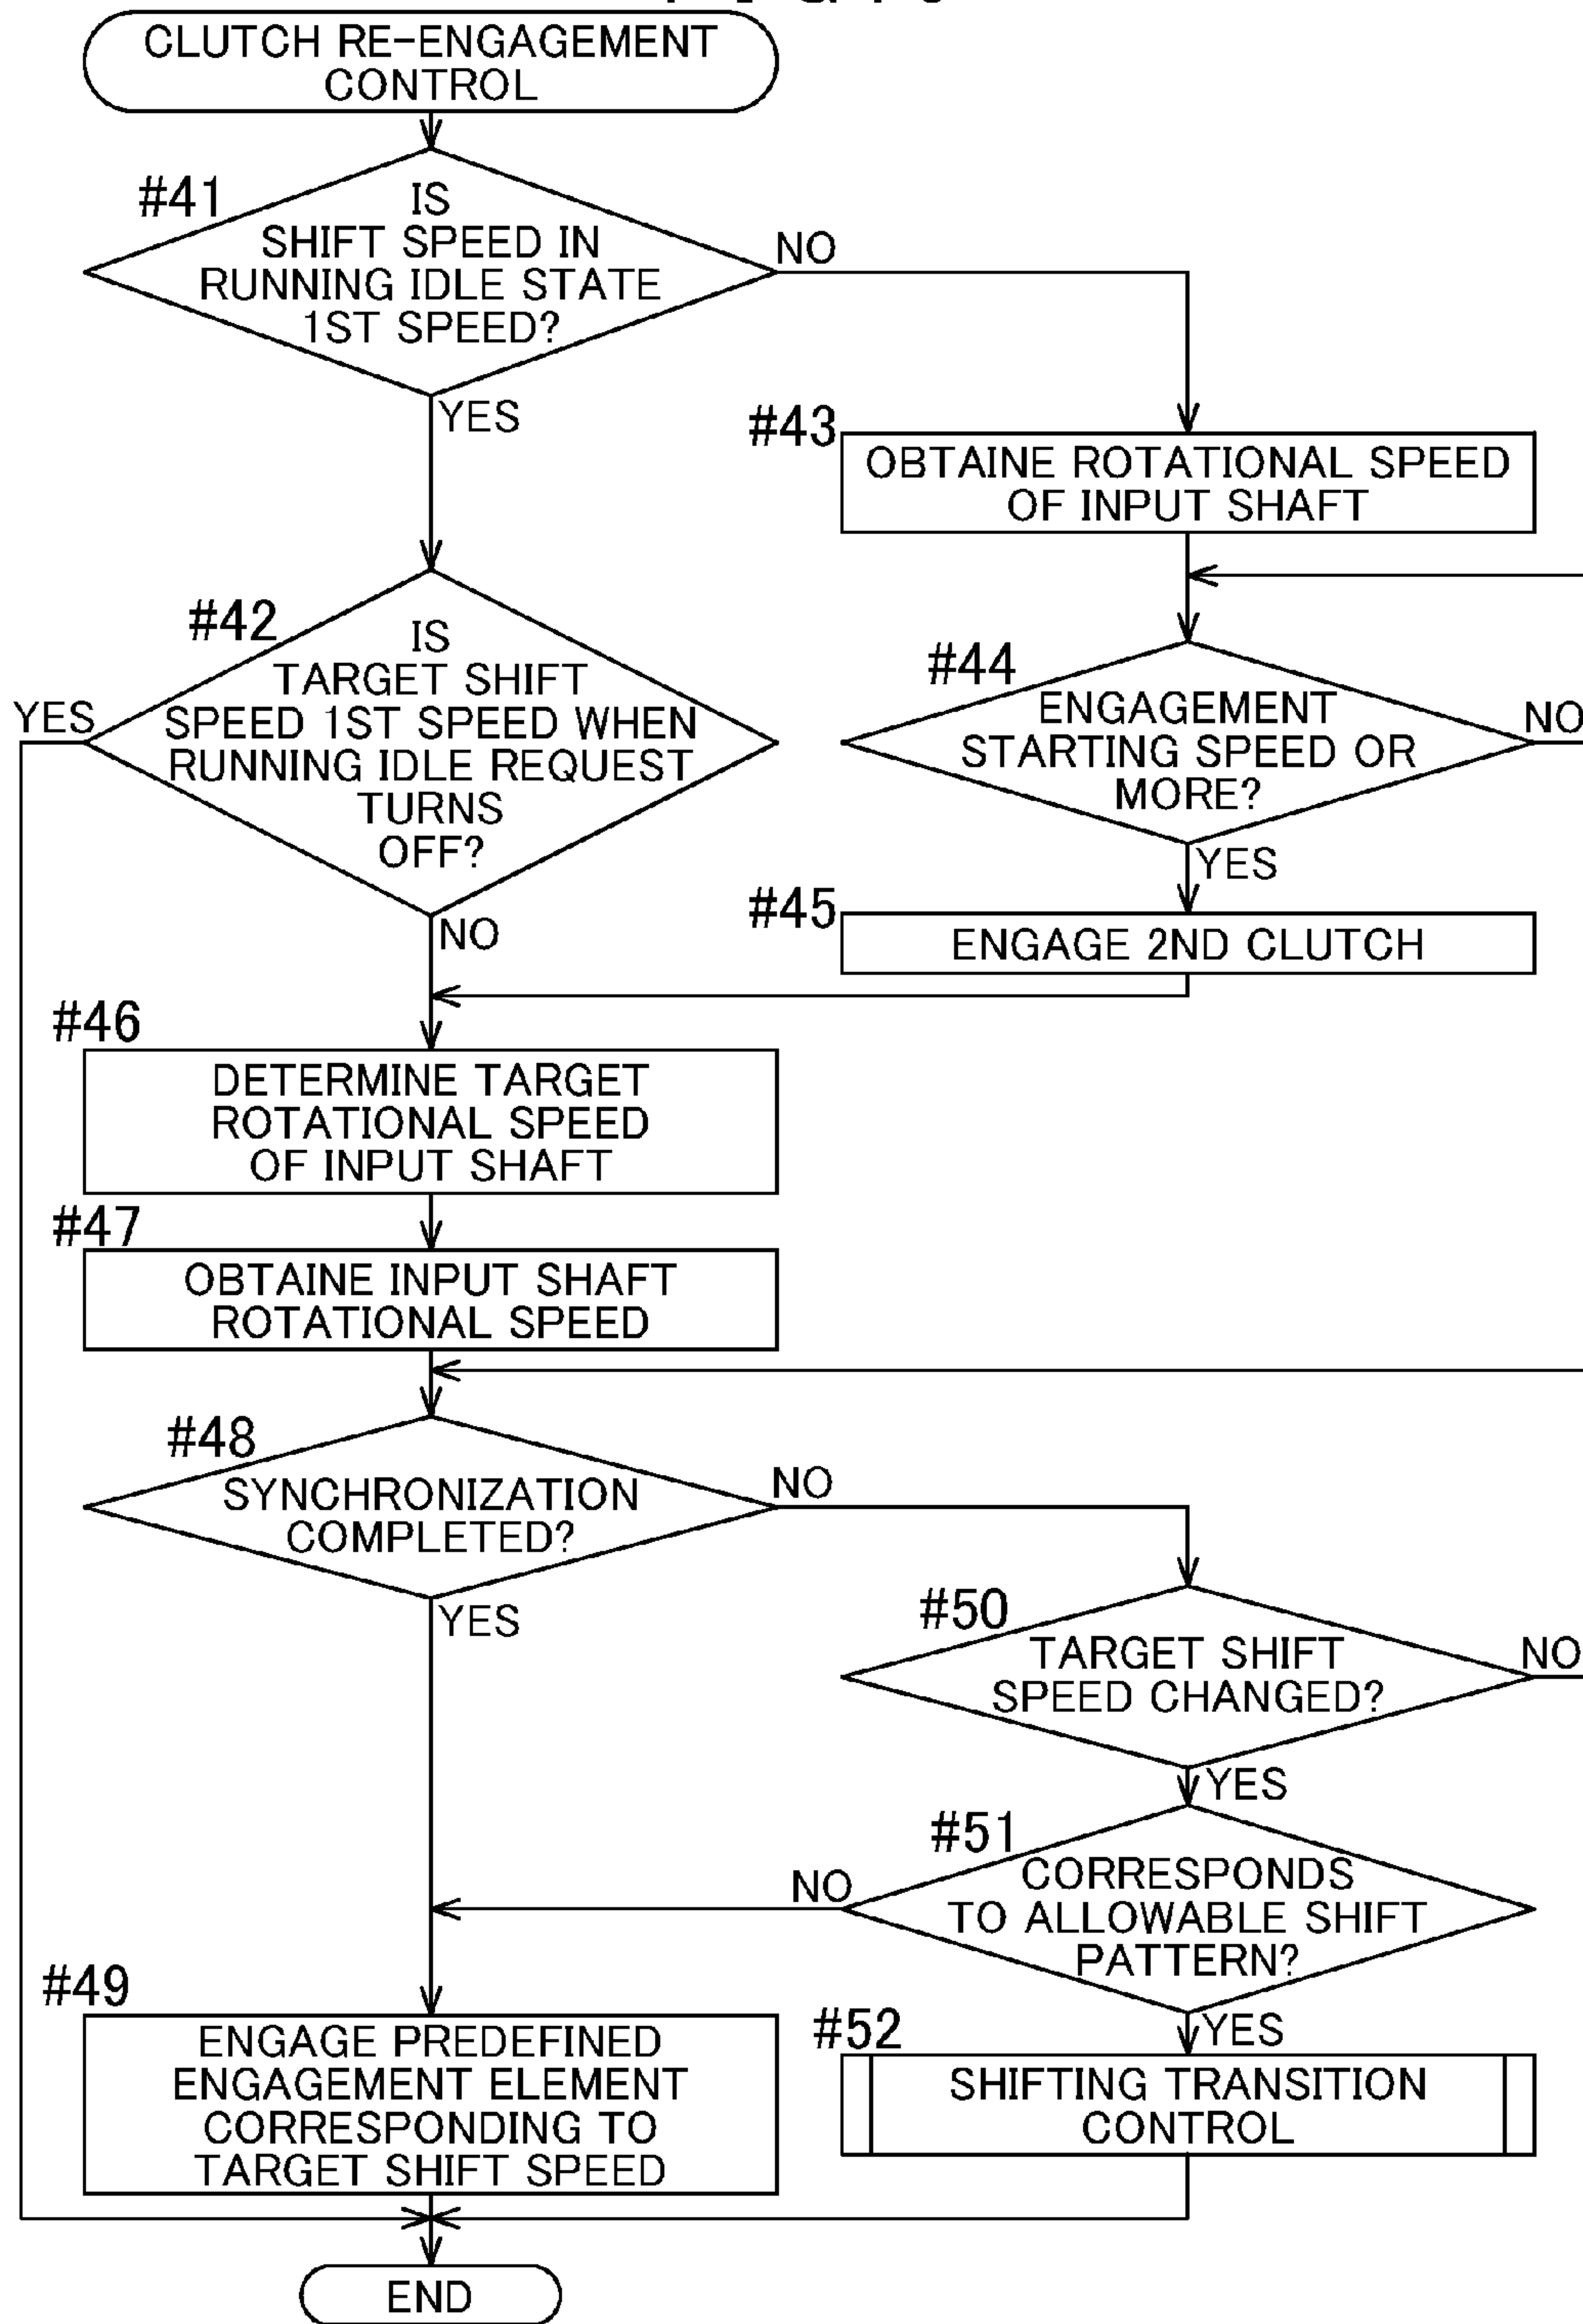 CLUTCH RE-ENGAGEMENT
CONTROL
#41
IS
SHIFT SPEED IN
RUNNING IDLE STATE
1ST SPEED?
NO
YES
#43
OBTAINE ROTATIONAL SPEED
OF INPUT SHAFT
#42
IS
TARGET SHIFT
SPEED 1ST SPEED WHEN
RUNNING IDLE REQUEST
TURNS
OFF?
YES
NO
#44
ENGAGEMENT
STARTING SPEED OR
MORE?
NO
YES
#45
ENGAGE 2ND CLUTCH
#46
DETERMINE TARGET
ROTATIONAL SPEED
OF INPUT SHAFT
#47
OBTAINE INPUT SHAFT
ROTATIONAL SPEED
#48
SYNCHRONIZATION
COMPLETED?
NO
YES
#50
TARGET SHIFT
SPEED CHANGED?
NO
YES
#51
CORRESPONDS
TO ALLOWABLE SHIFT
PATTERN?
NO
YES
#49
ENGAGE PREDEFINED
ENGAGEMENT ELEMENT
CORRESPONDING TO
TARGET SHIFT SPEED
#52
SHIFTING TRANSITION
CONTROL
END